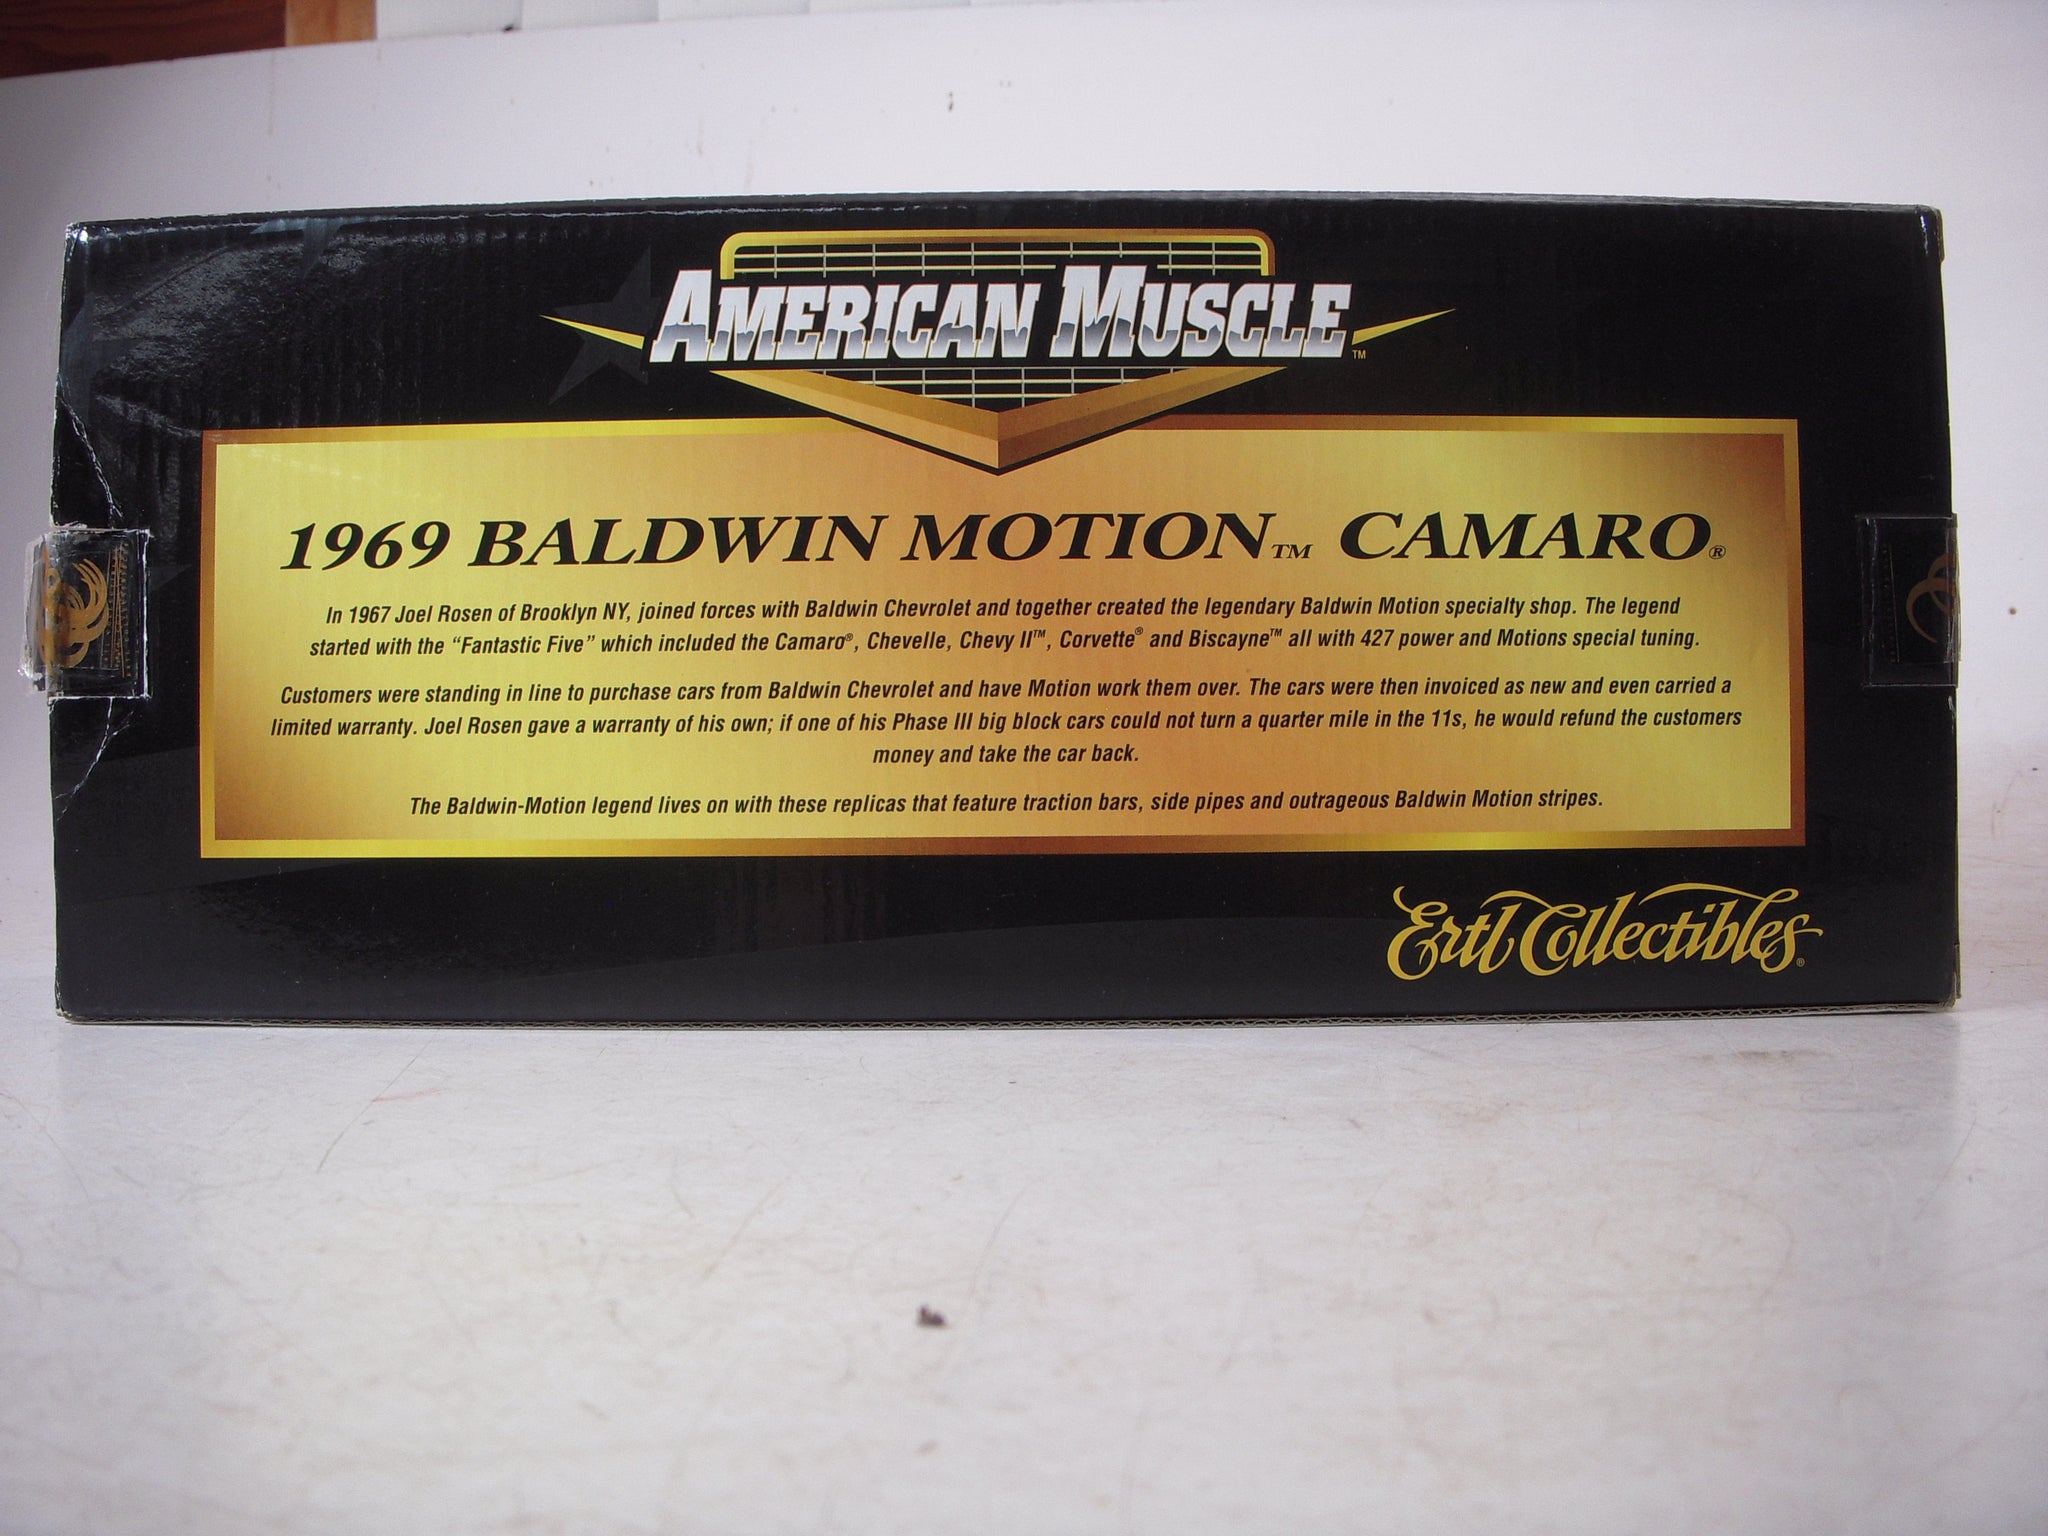 AMERICAN MUSCLE™
1969 BALDWIN MOTION™ CAMARO®
In 1967 Joel Rosen of Brooklyn NY, joined forces with Baldwin Chevrolet and together created the legendary Baldwin Motion specialty shop. The legend
started with the “Fantastic Five” which included the Camaro®, Chevelle, Chevy II™, Corvette® and Biscayne™ all with 427 power and Motions special tuning.
Customers were standing in line to purchase cars from Baldwin Chevrolet and have Motion work them over. The cars were then invoiced as new and even carried a
limited warranty. Joel Rosen gave a warranty of his own; if one of his Phase III big block cars could not turn a quarter mile in the 11s, he would refund the customers
money and take the car back.
The Baldwin-Motion legend lives on with these replicas that feature traction bars, side pipes and outrageous Baldwin Motion stripes.
Ertl Collectibles®